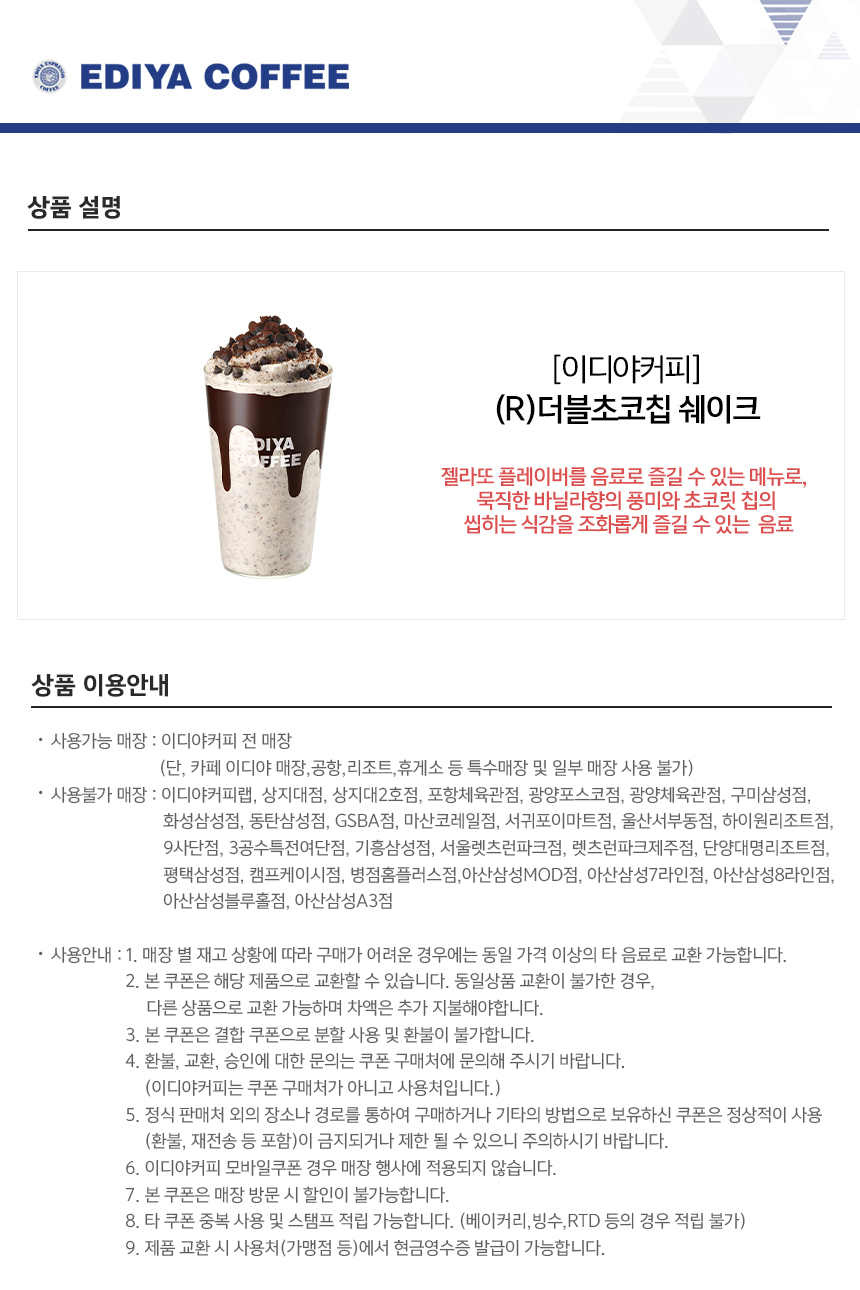 EDIYA ESPRESSO COFFEE
EDIYA COFFEE
상품 설명
EDIYA
COFFEE
[이디야커피]
(R)더블초코칩 쉐이크
젤라또 플레이버를 음료로 즐길 수 있는 메뉴로,
묵직한 바닐라향의 풍미와 초코릿 칩의
씹히는 식감을 조화롭게 즐길 수 있는 음료
상품 이용안내
· 사용가능 매장 : 이디야커피 전 매장
(단, 카페 이디야 매장,공항,리조트,휴게소 등 특수매장 및 일부 매장 사용 불가)
· 사용불가 매장 : 이디야커피랩, 상지대점, 상지대2호점, 포항체육관점, 광양포스코점, 광양체육관점, 구미삼성점,
화성삼성점, 동탄삼성점, GSBA점, 마산코레일점, 서귀포이마트점, 울산서부동점, 하이원리조트점,
9사단점, 3공수특전여단점, 기흥삼성점, 서울렛츠런파크점, 렛츠런파크제주점, 단양대명리조트점,
평택삼성점, 캠프케이시점, 병점홈플러스점,아산삼성MOD점, 아산삼성7라인점, 아산삼성8라인점,
아산삼성블루홀점, 아산삼성A3점
· 사용안내 : 1. 매장 별 재고 상황에 따라 구매가 어려운 경우에는 동일 가격 이상의 타 음료로 교환 가능합니다.
2. 본 쿠폰은 해당 제품으로 교환할 수 있습니다. 동일상품 교환이 불가한 경우,
다른 상품으로 교환 가능하며 차액은 추가 지불해야합니다.
3. 본 쿠폰은 결합 쿠폰으로 분할 사용 및 환불이 불가합니다.
4. 환불, 교환, 승인에 대한 문의는 쿠폰 구매처에 문의해 주시기 바랍니다.
(이디야커피는 쿠폰 구매처가 아니고 사용처입니다.)
5. 정식 판매처 외의 장소나 경로를 통하여 구매하거나 기타의 방법으로 보유하신 쿠폰은 정상적이 사용
(환불, 재전송 등 포함)이 금지되거나 제한 될 수 있으니 주의하시기 바랍니다.
6. 이디야커피 모바일쿠폰 경우 매장 행사에 적용되지 않습니다.
7. 본 쿠폰은 매장 방문 시 할인이 불가능합니다.
8. 타 쿠폰 중복 사용 및 스탬프 적립 가능합니다. (베이커리,빙수,RTD 등의 경우 적립 불가)
9. 제품 교환 시 사용처(가맹점 등)에서 현금영수증 발급이 가능합니다.